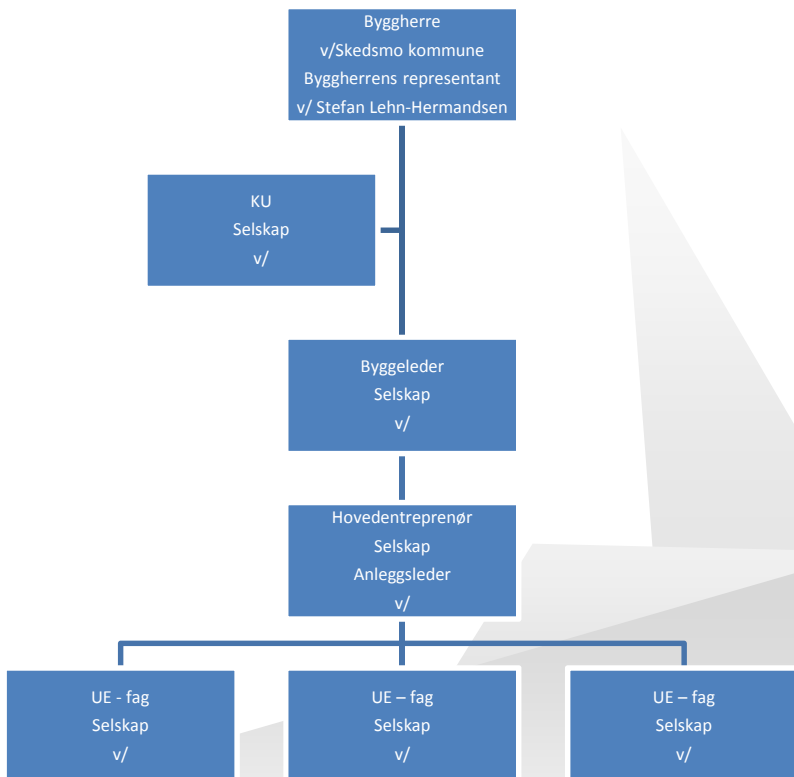 Byggherre
v/Skedsmo kommune
Byggherrens representant
v/ Stefan Lehn-Hermandsen
KU
Selskap
v/
Byggeleder
Selskap
v/
Hovedentreprenør
Selskap
Anleggsleder
v/
UE - fag
Selskap
v/
UE – fag
Selskap
v/
UE – fag
Selskap
v/